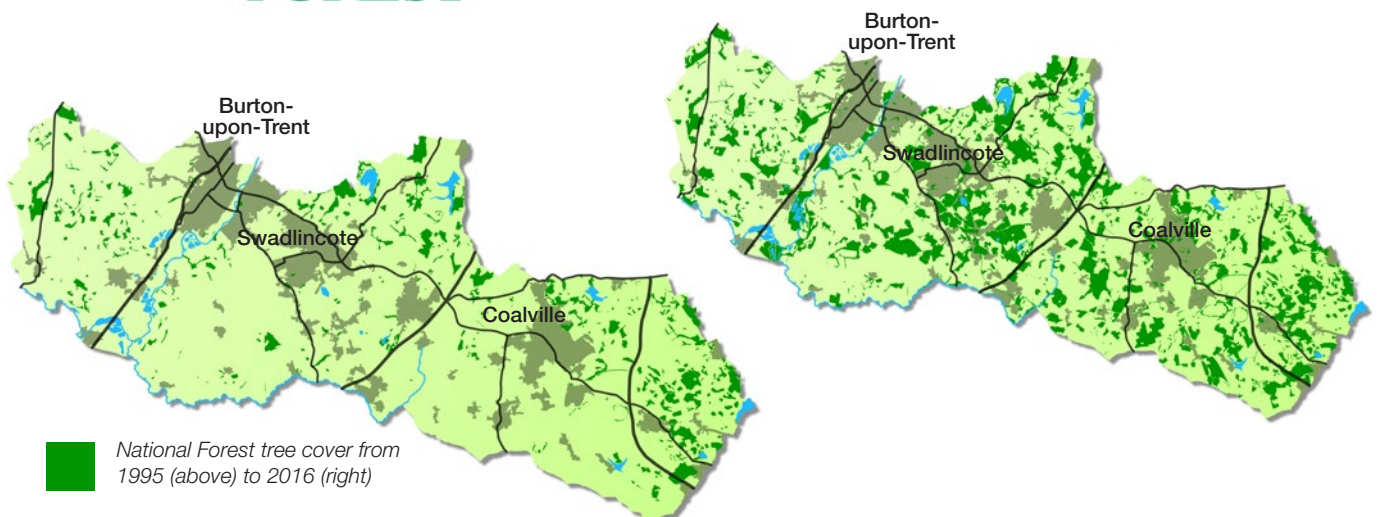 Burton-
upon-Trent
Swadlincote
Coalville
Burton-
upon-Trent
Swadlincote
Coalville
National Forest tree cover from
1995 (above) to 2016 (right)